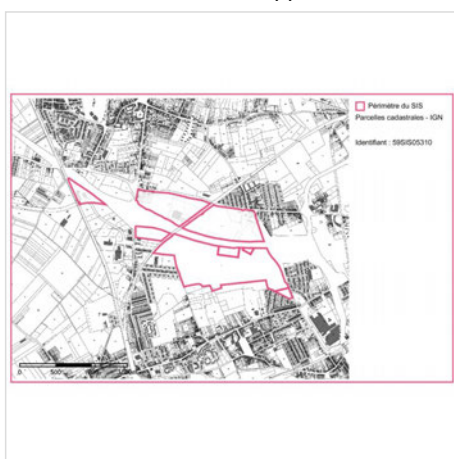 Périmètre du SIS
Parcelles cadastrales - IGN
Identifiant : 59SIS05310
0 500